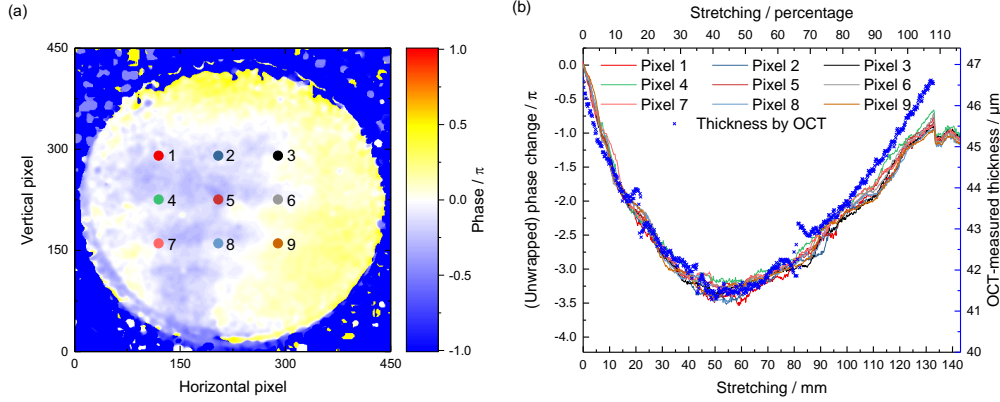 (a)
450
300
150
0
0
150
300
450
Vertical pixel
Horizontal pixel
1
2
3
4
5
6
7
8
9
1.0
0.5
0.0
-0.5
-1.0
Phase / π
(b)
Stretching / percentage
0 10 20 30 40 50 60 70 80 90 100 110
0.0
-0.5
-1.0
-1.5
-2.0
-2.5
-3.0
-3.5
-4.0
(Unwrapped) phase change / π
Pixel 1 Pixel 2 Pixel 3
Pixel 4 Pixel 5 Pixel 6
Pixel 7 Pixel 8 Pixel 9
Thickness by OCT
47
46
45
44
43
42
41
40
OCT-measured thickness / μm
0 10 20 30 40 50 60 70 80 90 100 110 120 130 140
Stretching / mm